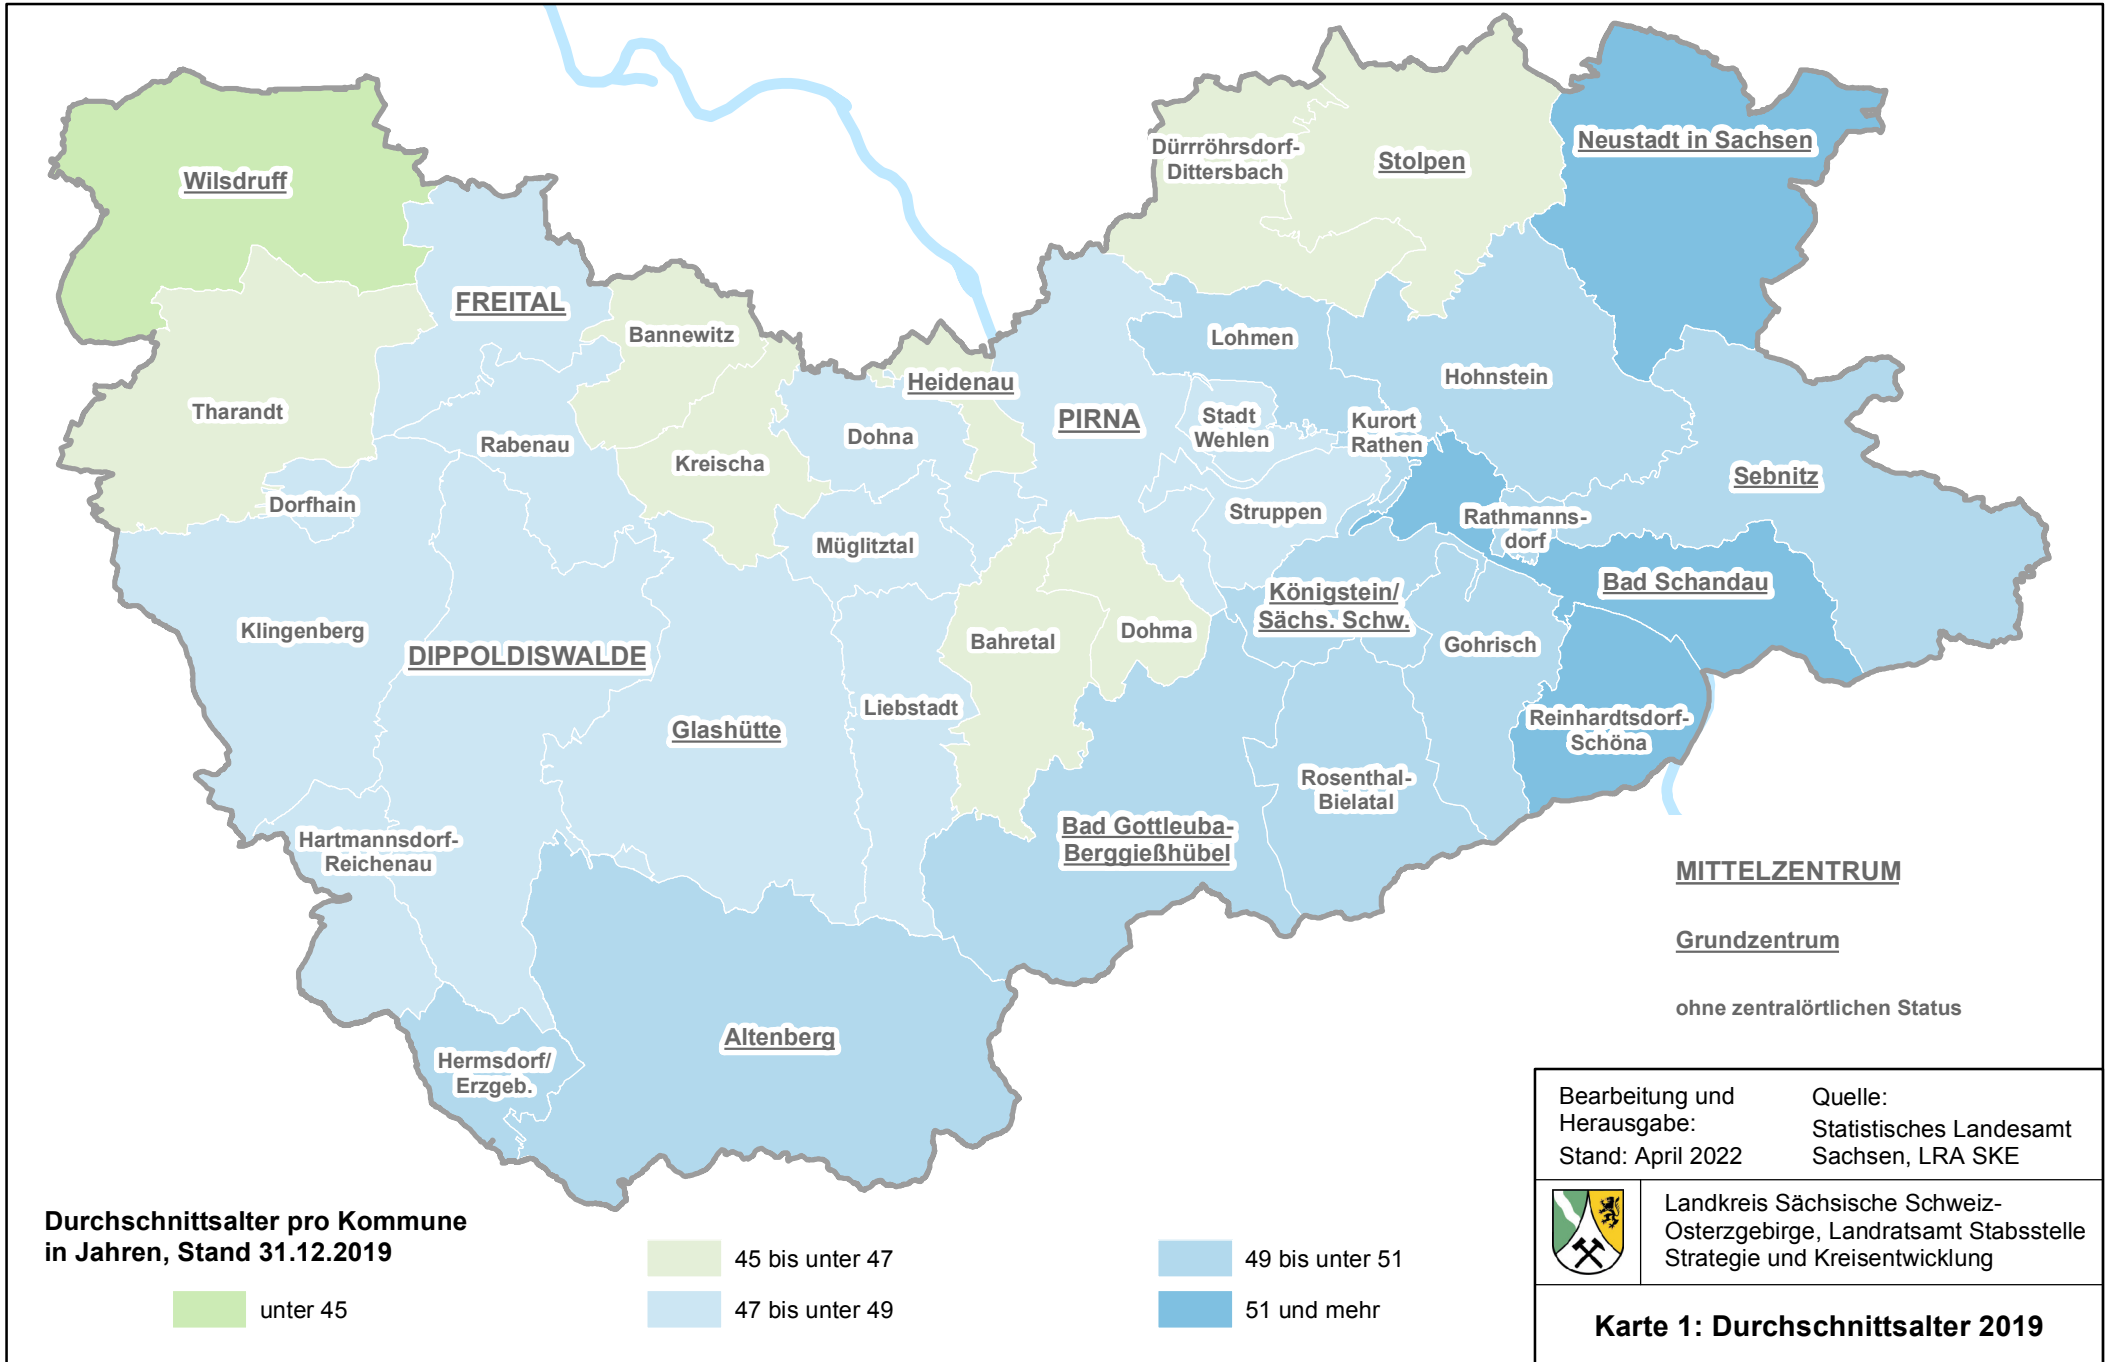 Wilsdruff
Dürrröhrsdorf-
Dittersbach
Stolpen
Neustadt in Sachsen
FREITAL
Bannewitz
Lohmen
Hohnstein
Heidenau
Tharandt
PIRNA
Stadt
Wehlen
Kurort
Rathen
Dohna
Rabenau
Kreischa
Sebnitz
Dorfhain
Struppen
Rathmanns-
dorf
Müglitztal
Bad Schandau
Königstein/
Sächs. Schw.
Klingenberg
Bahretal
Dohma
Gohrisch
DIPPOLDISWALDE
Liebstadt
Glashütte
Reinhardtsdorf-
Schöna
Rosenthal-
Bielatal
Bad Gottleuba-
Berggießhübel
Hartmannsdorf-
Reichenau
Altenberg
Hermsdorf/
Erzgeb.
MITTELZENTRUM
Grundzentrum
ohne zentralörtlichen Status
Bearbeitung und
Herausgabe:
Stand: April 2022
Quelle:
Statistisches Landesamt
Sachsen, LRA SKE
Landkreis Sächsische Schweiz-
Osterzgebirge, Landratsamt Stabsstelle
Strategie und Kreisentwicklung
Karte 1: Durchschnittsalter 2019
Durchschnittsalter pro Kommune
in Jahren, Stand 31.12.2019
unter 45
45 bis unter 47
47 bis unter 49
49 bis unter 51
51 und mehr